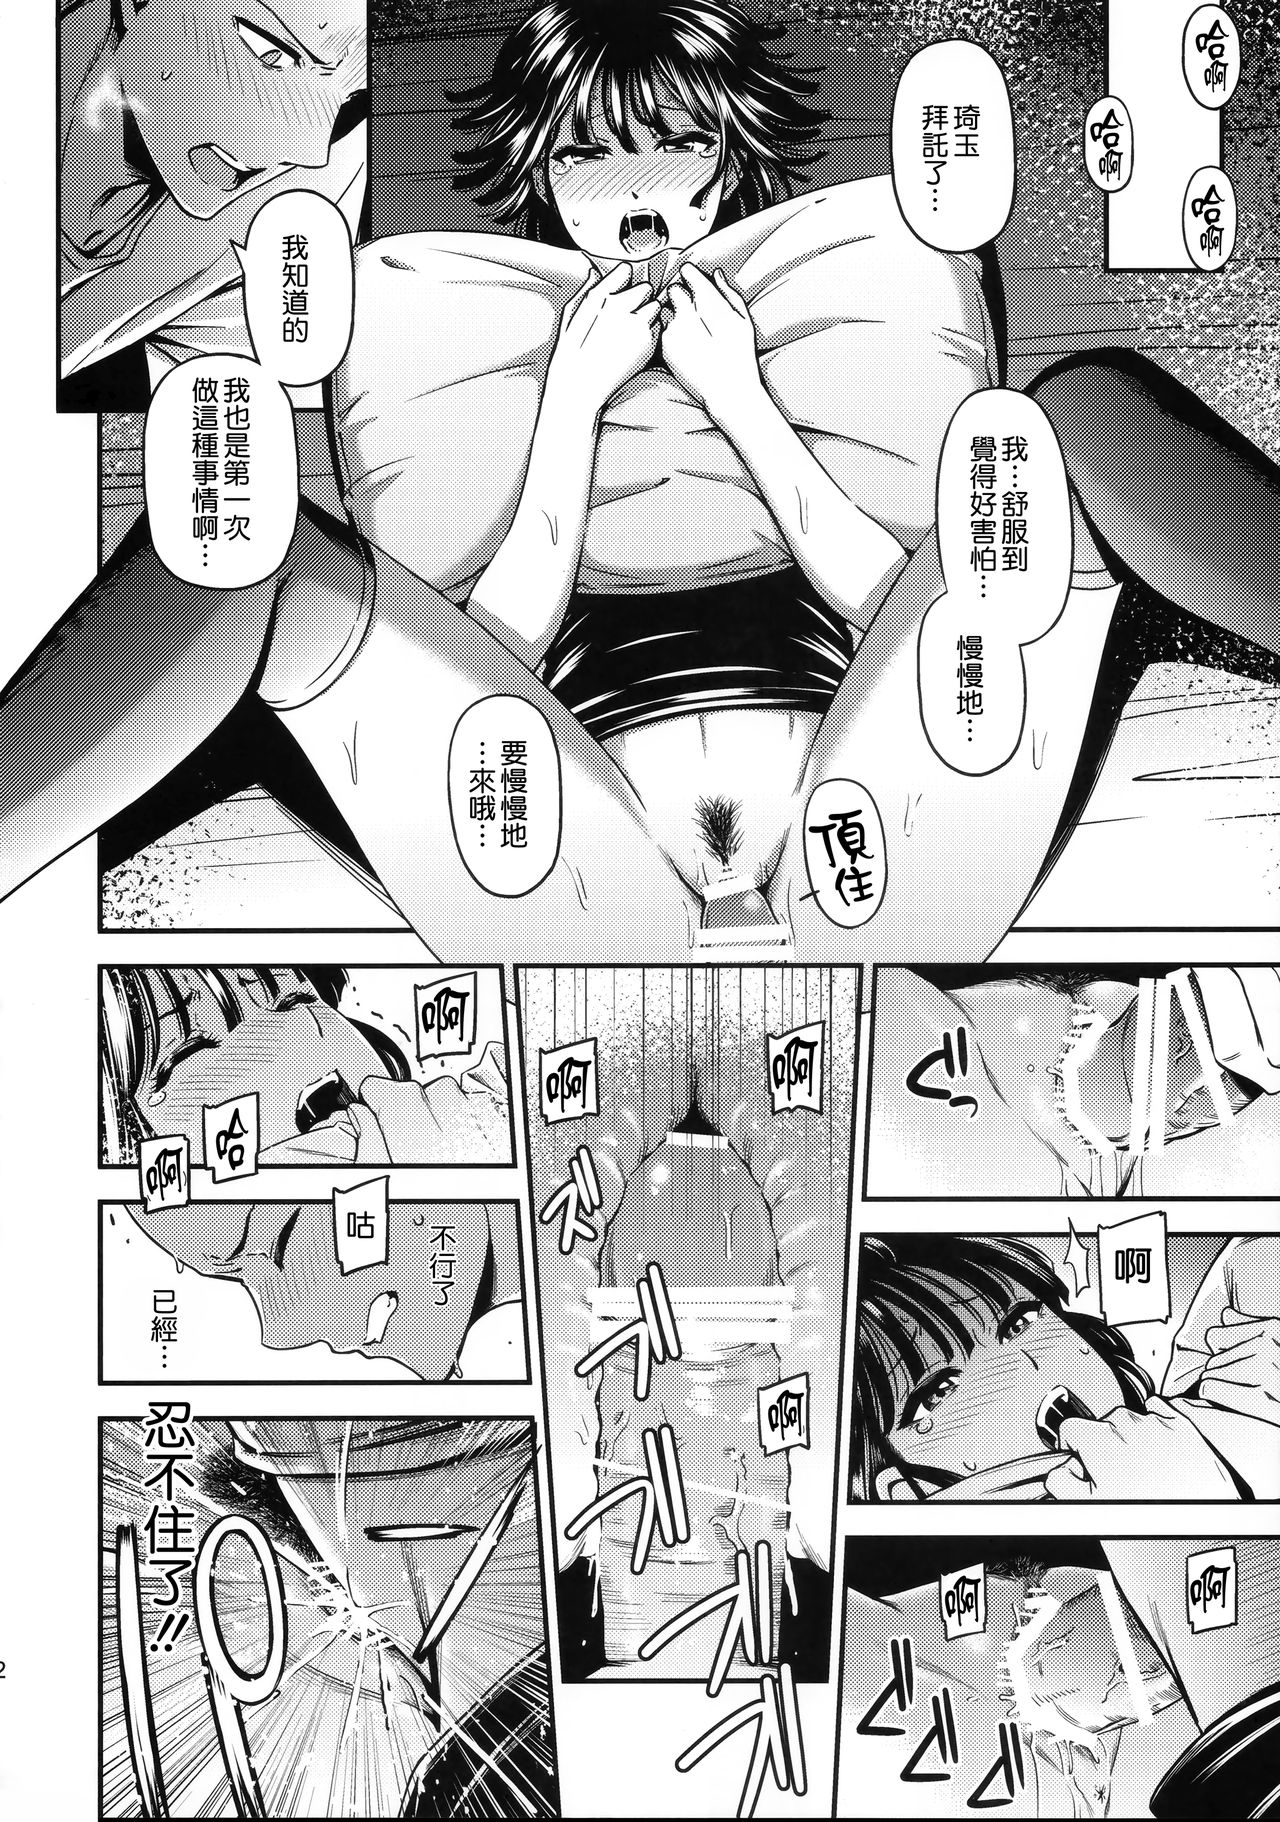 哈啊
哈啊
哈啊
琦玉
拜託了…
我知道的
我也是第一次
做這種事情啊…
我…舒服到
覺得好害怕…
慢慢地…
要慢慢地
…來哦…
頂住
啊
啊
啊
啊
啊
啊
啊
哈
啊
咕
不行了
已經…
忍不住了!!
2